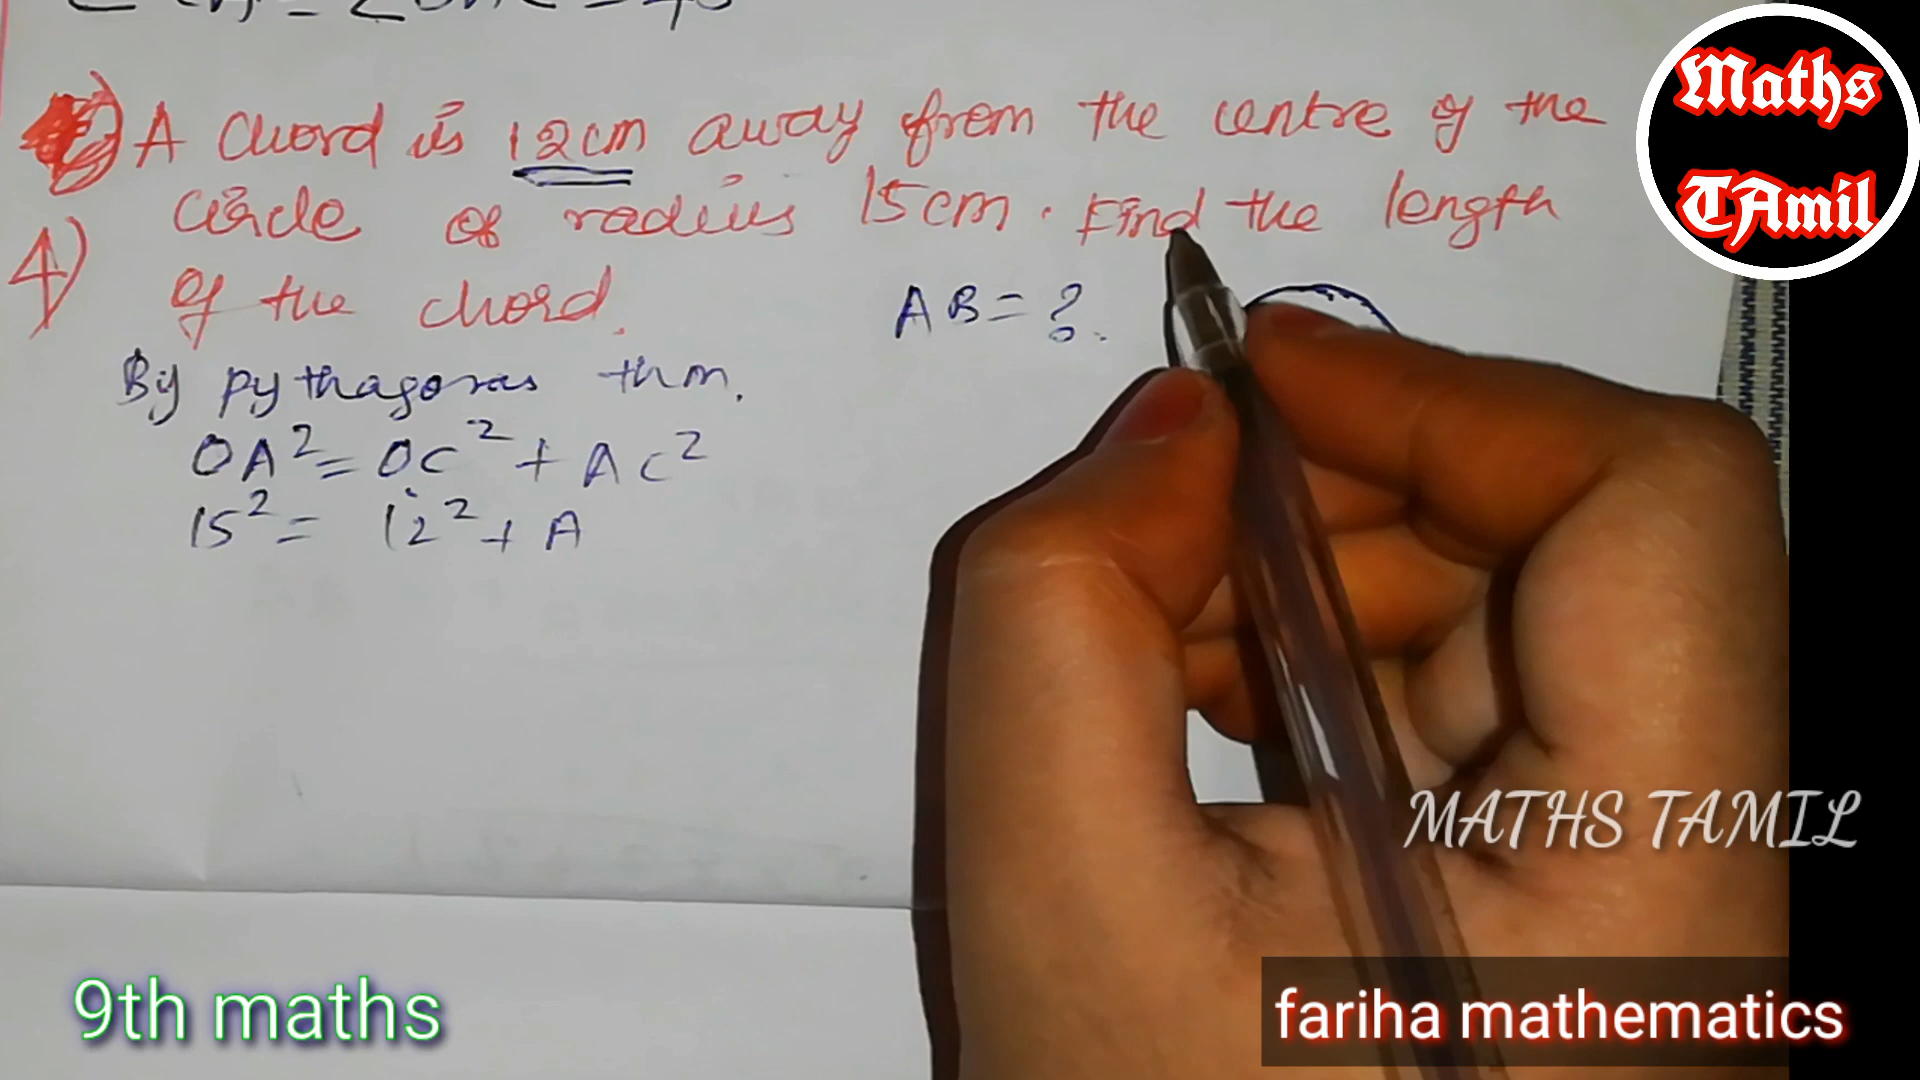 A chord is 12cm away from the centre of the
circle of radius 15cm. Find the length
4) of the chord.
AB = ?.
By pythagoras thm.
OA² = OC² + AC²
15² = 12² + A
Maths
TAmil
MATHS TAMIL
9th maths
fariha mathematics